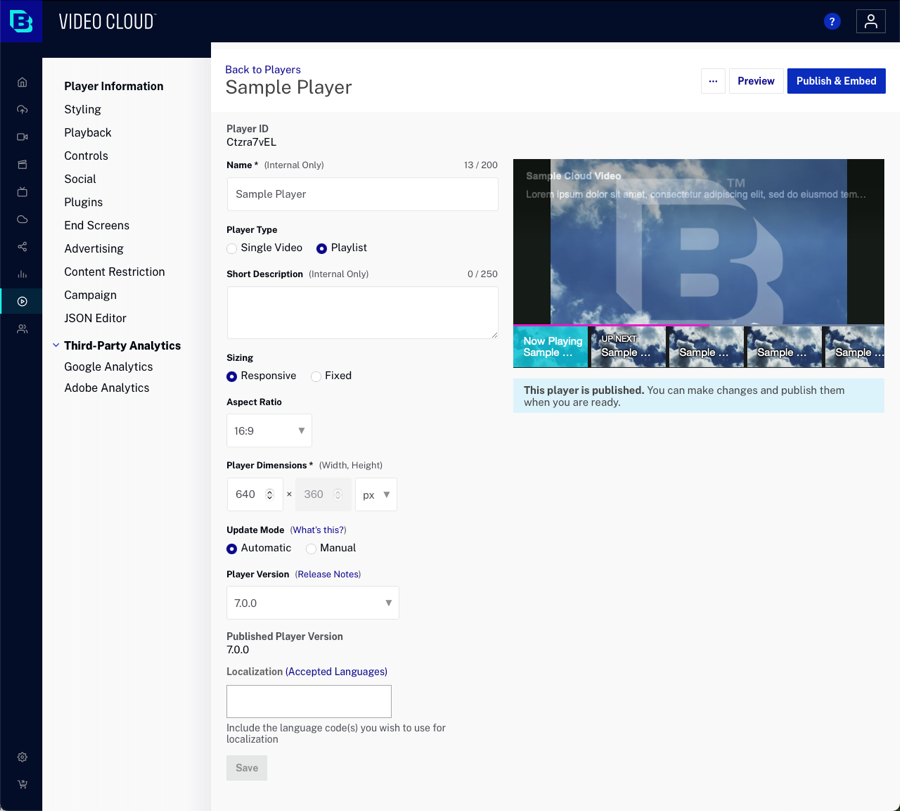 VIDEO CLOUD™
?
Player Information
Styling
Playback
Controls
Social
Plugins
End Screens
Advertising
Content Restriction
Campaign
JSON Editor
Third-Party Analytics
Google Analytics
Adobe Analytics
Back to Players
Sample Player
...
Preview
Publish & Embed
Player ID
Ctzra7vEL
Name * (Internal Only) 13 / 200
Sample Player
Player Type
Single Video Playlist
Short Description (Internal Only) 0 / 250
Sizing
Responsive Fixed
Aspect Ratio
16:9
Player Dimensions * (Width, Height)
640 × 360 px
Update Mode (What's this?)
Automatic Manual
Player Version (Release Notes)
7.0.0
Published Player Version
7.0.0
Localization (Accepted Languages)
Include the language code(s) you wish to use for
localization
Save
Sample Cloud Video
Lorem ipsum dolor sit amet, consectetur adipiscing elit, sed do eiusmod tem...
B™
Now Playing UP NEXT
Sample ... Sample ... Sample ... Sample ... Sample ...
This player is published. You can make changes and publish them
when you are ready.